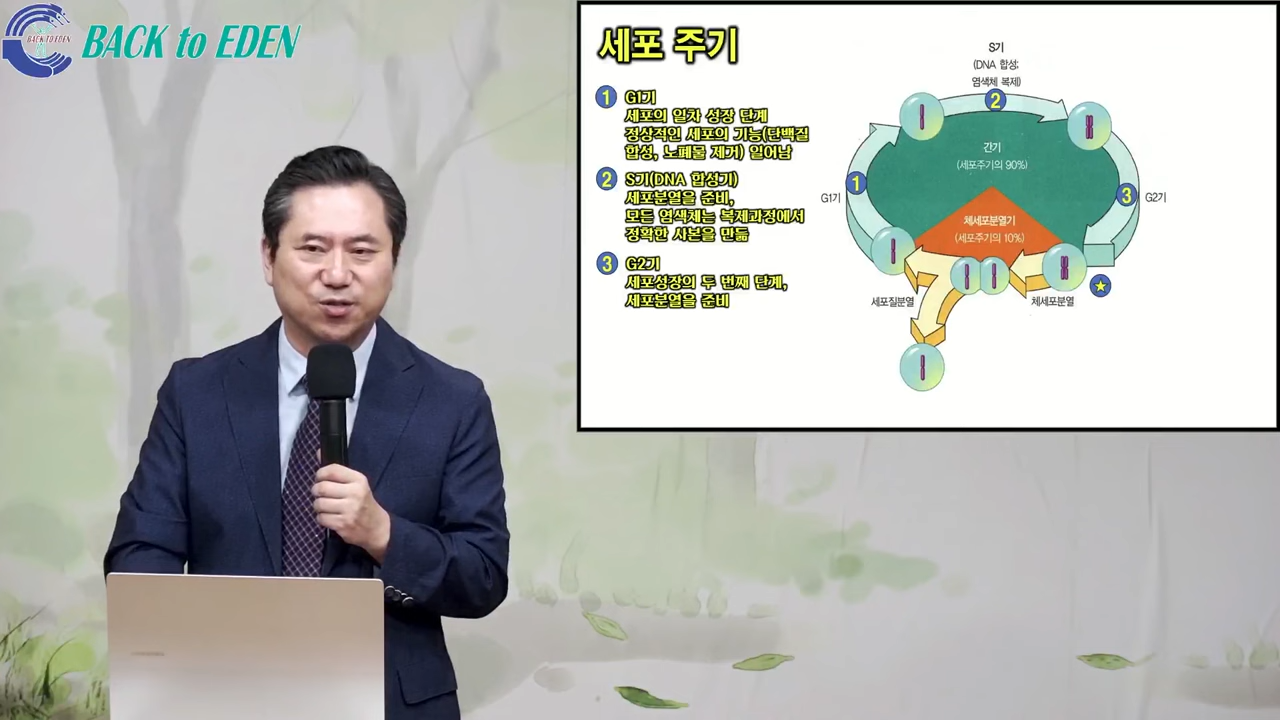 BACK TO EDEN
BACK to EDEN
세포 주기
1 G1기
세포의 일차 성장 단계
정상적인 세포의 기능(단백질
합성, 노폐물 제거) 일어남
2 S기(DNA 합성기)
세포분열을 준비,
모든 염색체는 복제과정에서
정확한 사본을 만듦
3 G2기
세포성장의 두 번째 단계,
세포분열을 준비
S기
(DNA 합성;
염색체 복제)
2
간기
(세포주기의 90%)
1
G1기
3
G2기
체세포분열기
(세포주기의 10%)
세포질분열
체세포분열